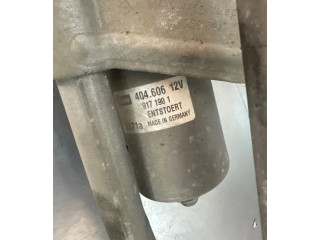 404.606 12V
917 190 1
ENTSTOERT
MADE IN GERMANY